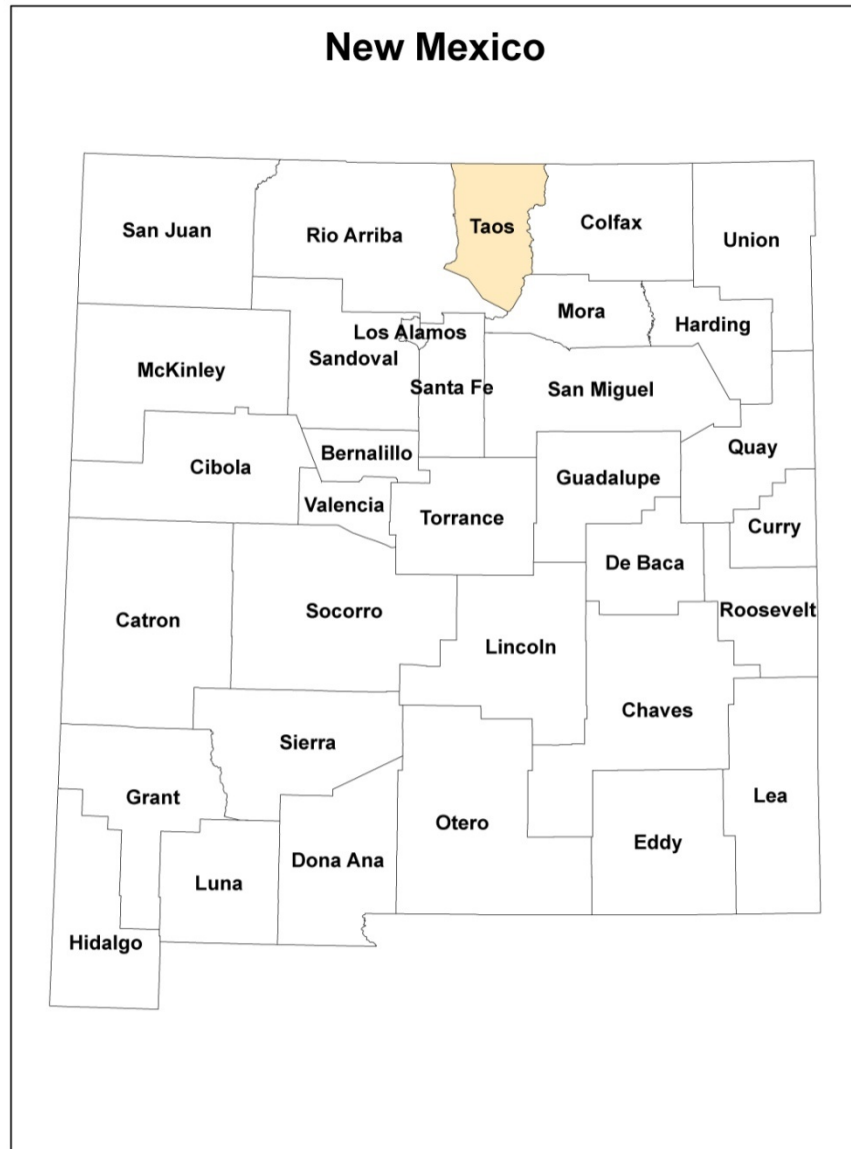 New Mexico
San Juan
Rio Arriba
Taos
Colfax
Union
Mora
Harding
Los Alamos
Sandoval
McKinley
Santa Fe
San Miguel
Bernalillo
Cibola
Quay
Guadalupe
Valencia
Torrance
Curry
De Baca
Roosevelt
Socorro
Catron
Lincoln
Chaves
Sierra
Grant
Lea
Otero
Eddy
Dona Ana
Luna
Hidalgo